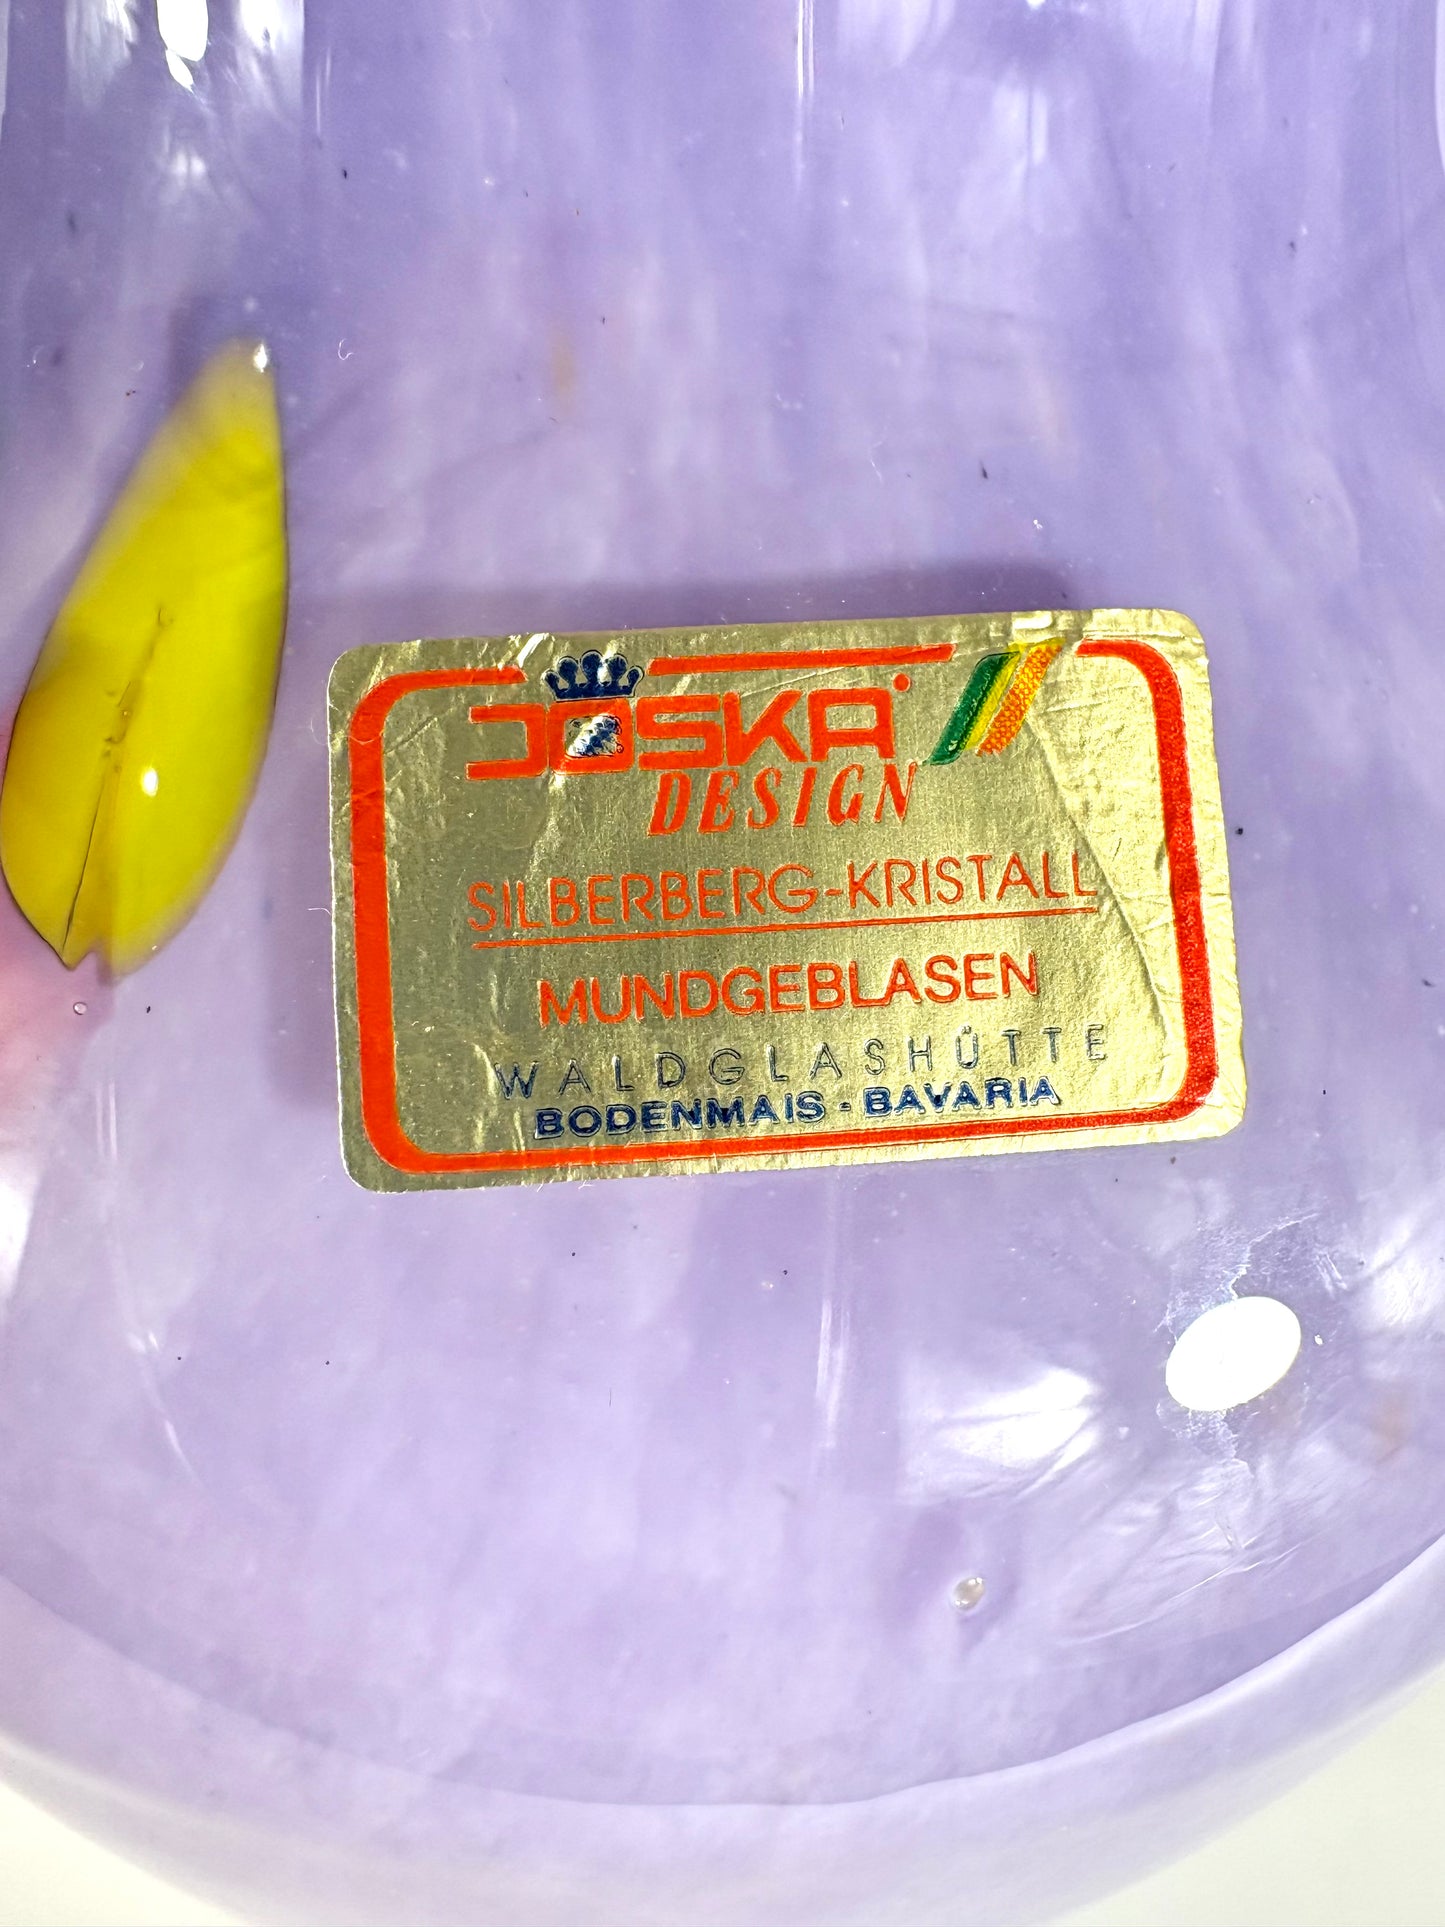 JOSKA
DESIGN
SILBERBERG-KRISTALL
MUNDGEBLASEN
WALDGLASHÜTTE
BODENMAIS - BAVARIA